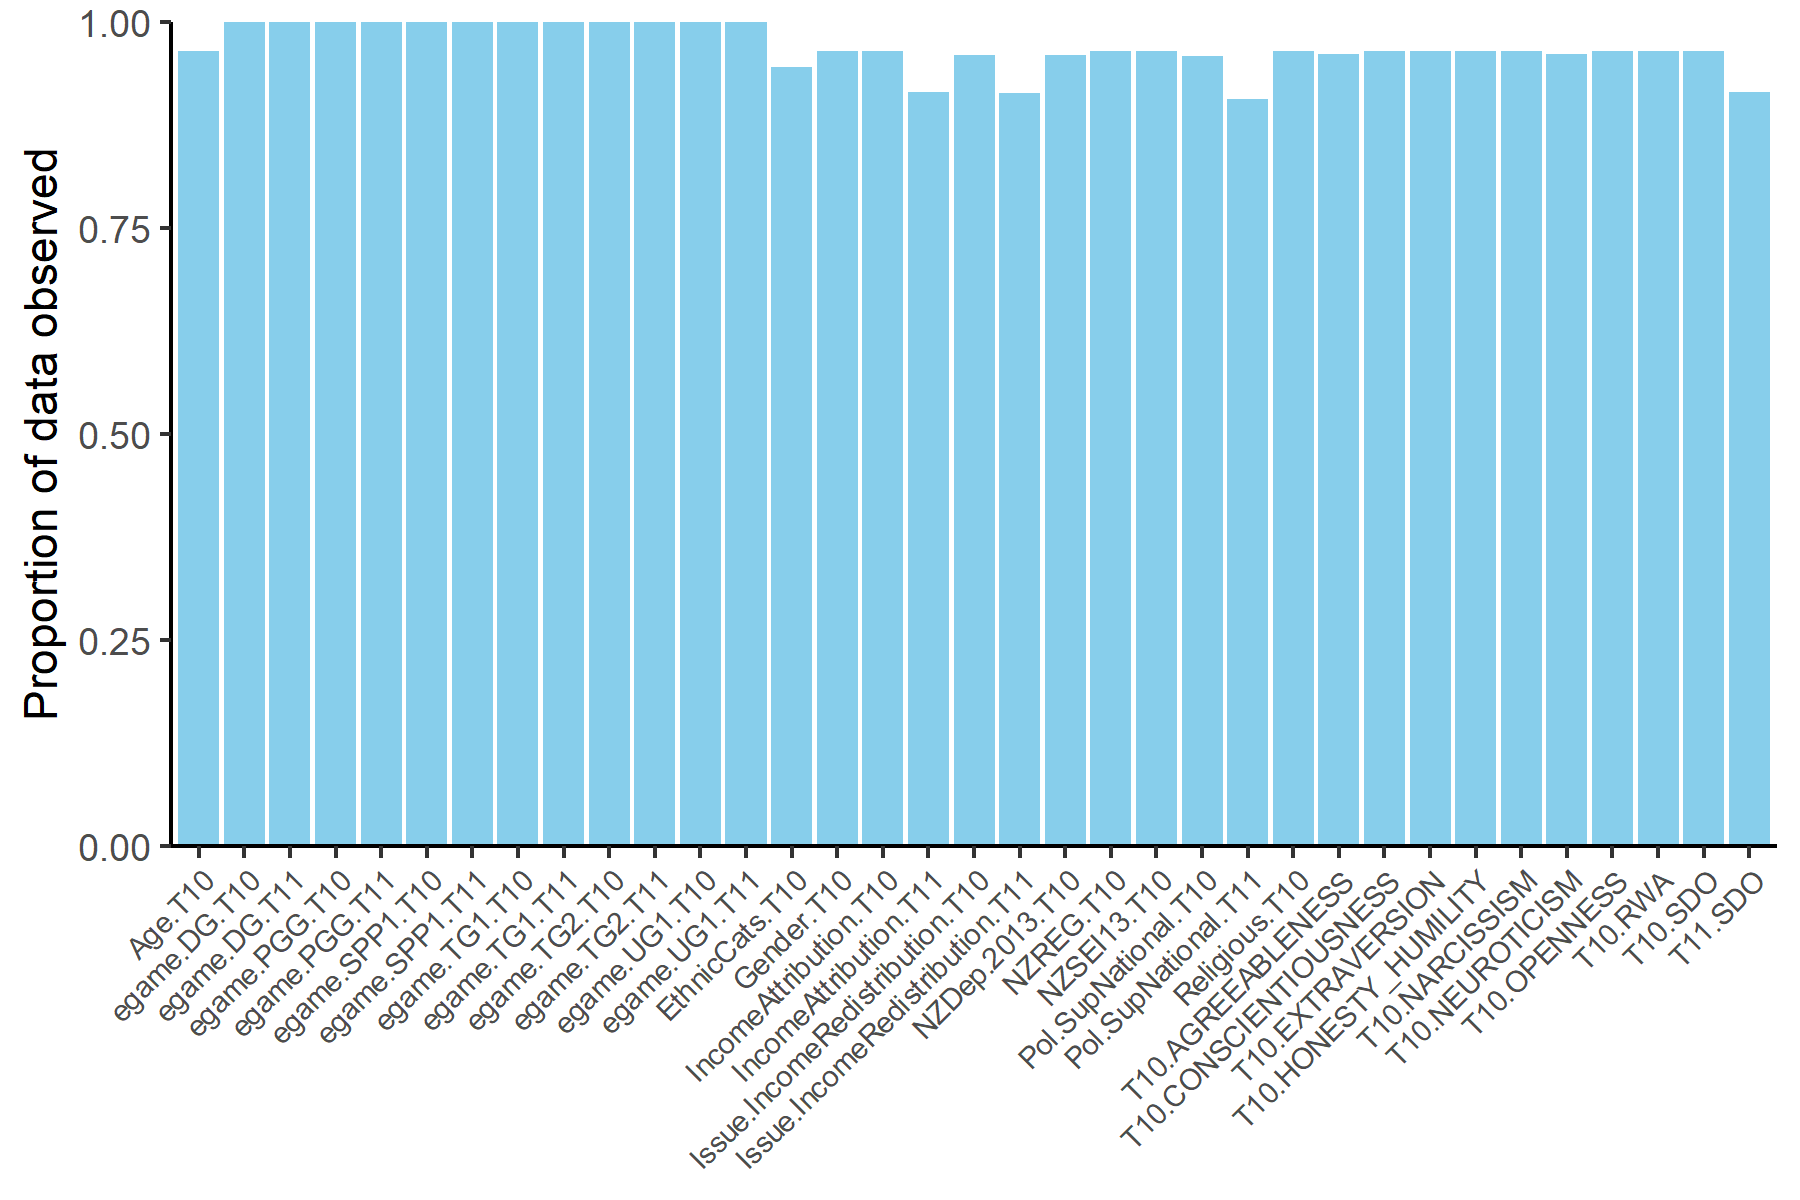 Proportion of data observed
1.00
0.75
0.50
0.25
0.00
Age.T10
egame.DG.T10
egame.DG.T11
egame.PGG.T10
egame.PGG.T11
egame.SPP1.T10
egame.SPP1.T11
egame.TG1.T10
egame.TG1.T11
egame.TG2.T10
egame.TG2.T11
egame.UG1.T10
egame.UG1.T11
EthnicCats.T10
Gender.T10
IncomeAttribution.T10
IncomeAttribution.T11
Issue.IncomeRedistribution.T10
Issue.IncomeRedistribution.T11
NZDep.2013.T10
NZREG.T10
NZSEI13.T10
Pol.SupNational.T10
Pol.SupNational.T11
Religious.T10
T10.AGREEABLENESS
T10.CONSCIENTIOUSNESS
T10.EXTRAVERSION
T10.HONESTY_HUMILITY
T10.NARCISSISM
T10.NEUROTICISM
T10.OPENNESS
T10.RWA
T10.SDO
T11.SDO